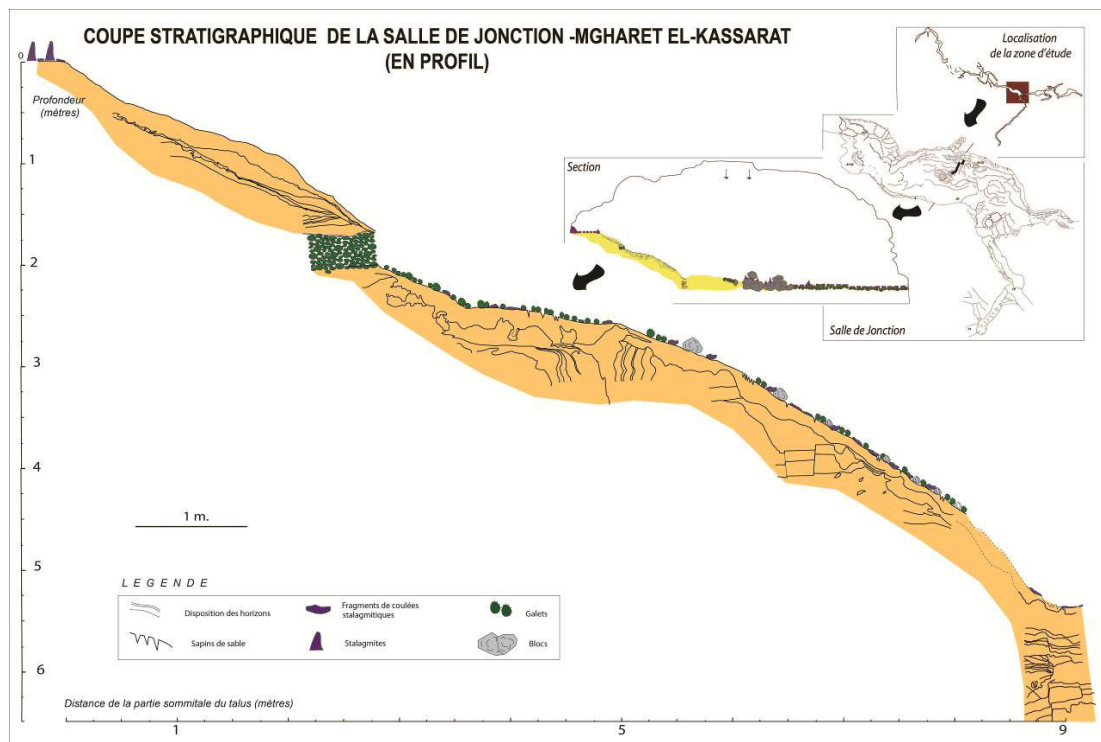 COUPE STRATIGRAPHIQUE DE LA SALLE DE JONCTION -MGHARET EL-KASSARAT
(EN PROFIL)
Localisation
de la zone d'étude
0
Profondeur
(mètres)
1
Section
2
Salle de Jonction
3
4
1 m.
5
LEGENDE
Disposition des horizons
Fragments de coulées
stalagmitiques
Galets
Sapins de sable
Stalagmites
Blocs
6
Distance de la partie sommitale du talus (mètres)
1
5
9